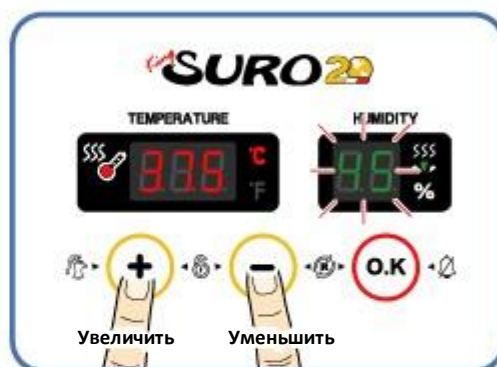 King SURO20
TEMPERATURE HUMIDITY
37.5 °C °F 45 %
+ - O.K
Увеличить Уменьшить